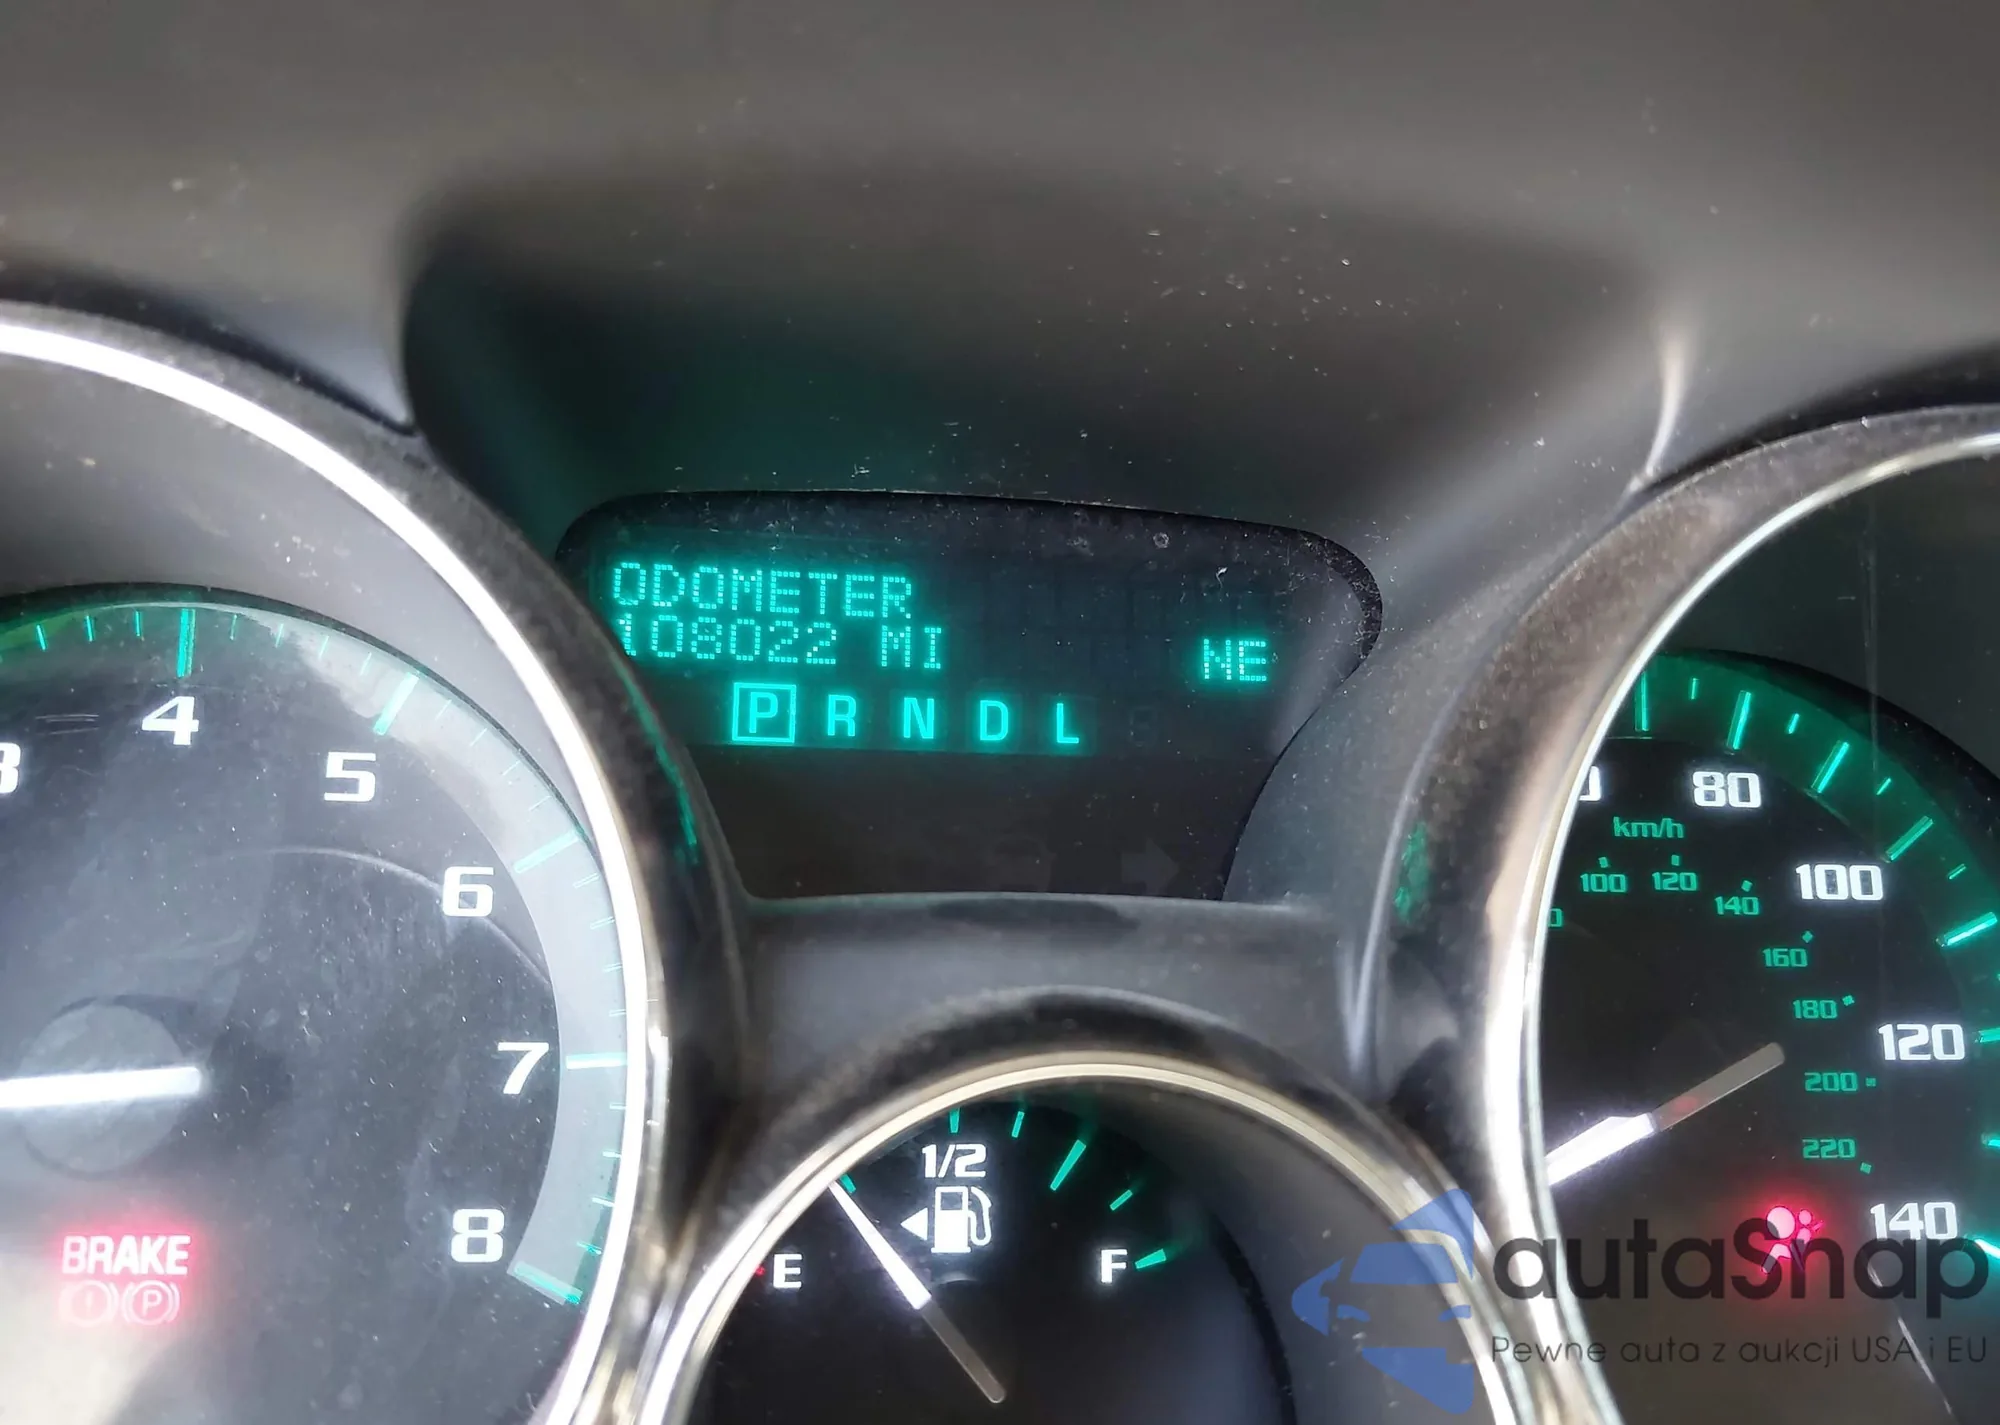 ODOMETER
108022 MI NE
P R N D L
4
5
6
7
8
BRAKE
(!) (P)
1/2
E F
80
km/h
100 120
140
160
180
200
220
100
120
140
autaSnap
Pewne auta z aukcji USA i EU